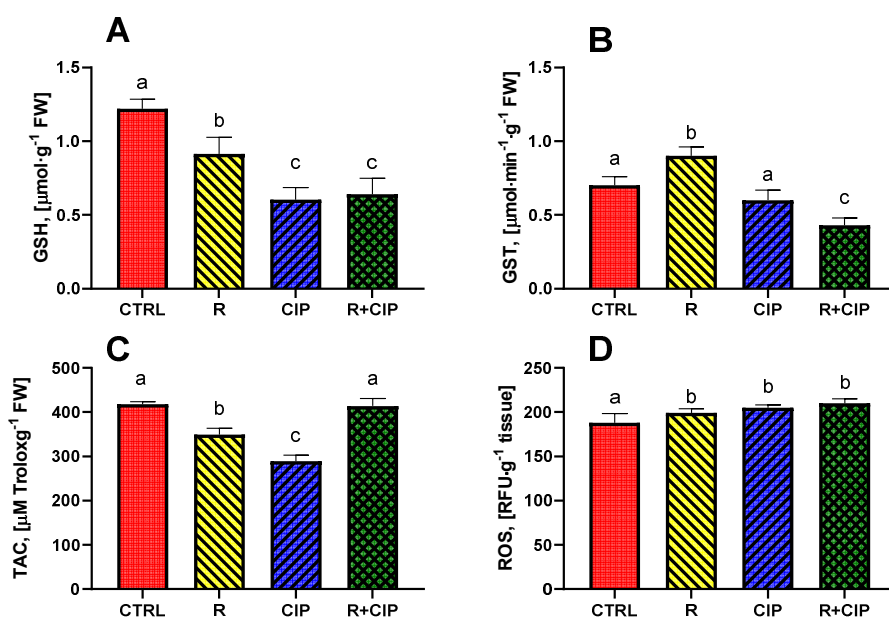 A
GSH, [μmol·g⁻¹ FW]
1.5
1.0
0.5
0.0
a
b
c
c
CTRL R CIP R+CIP
B
GST, [μmol·min⁻¹·g⁻¹ FW]
1.5
1.0
0.5
0.0
a
b
a
c
CTRL R CIP R+CIP
C
TAC, [μM Troloxg⁻¹ FW]
500
400
300
200
100
0
a
b
c
a
CTRL R CIP R+CIP
D
ROS, [RFU·g⁻¹ tissue]
250
200
150
100
50
0
a
b
b
b
CTRL R CIP R+CIP